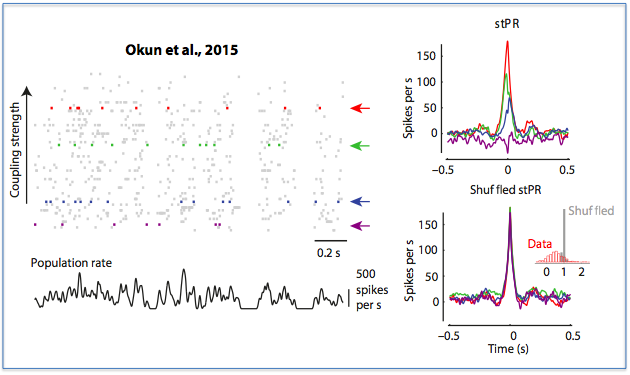 Okun et al., 2015
Coupling strength
0.2 s
Population rate
500
spikes
per s
stPR
Spikes per s
150
100
50
0
−0.5
0
0.5
Shuffled stPR
Spikes per s
150
100
50
0
Shuffled
Data
0 1 2
−0.5
0
0.5
Time (s)